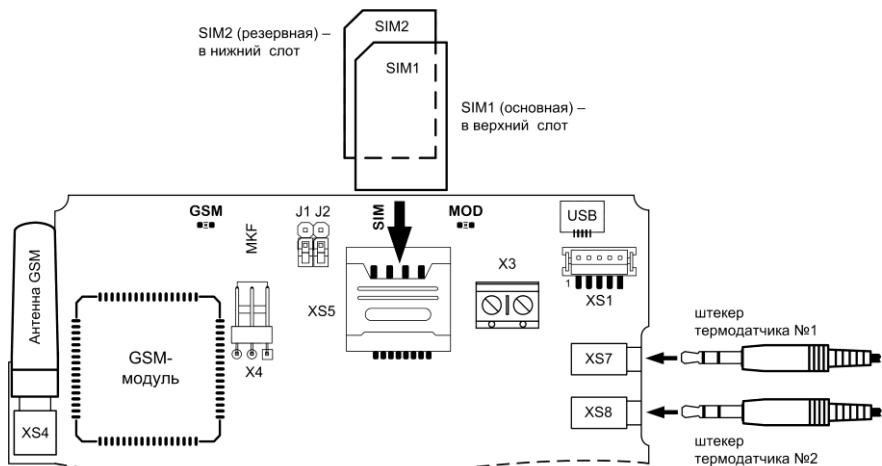 SIM2 (резервная) –
в нижний слот
SIM2
SIM1
SIM1 (основная) –
в верхний слот
GSM
MKF
J1 J2
SIM
MOD
USB
Антенна GSM
XS5
X3
1
XS1
GSM-
модуль
X4
XS4
XS7
штекер
термодатчика №1
XS8
штекер
термодатчика №2